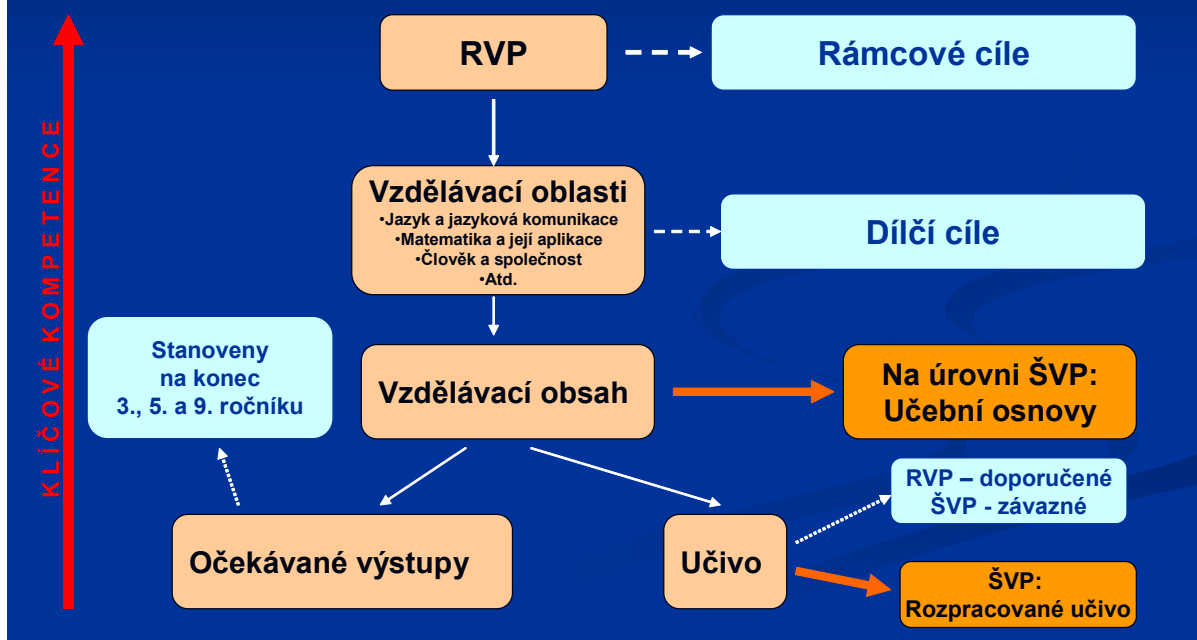 KLÍČOVÉ KOMPETENCE
RVP
Rámcové cíle
Vzdělávací oblasti
•Jazyk a jazyková komunikace
•Matematika a její aplikace
•Člověk a společnost
•Atd.
Dílčí cíle
Stanoveny
na konec
3., 5. a 9. ročníku
Vzdělávací obsah
Na úrovni ŠVP:
Učební osnovy
RVP – doporučené
ŠVP - závazné
Očekávané výstupy
Učivo
ŠVP:
Rozpracované učivo